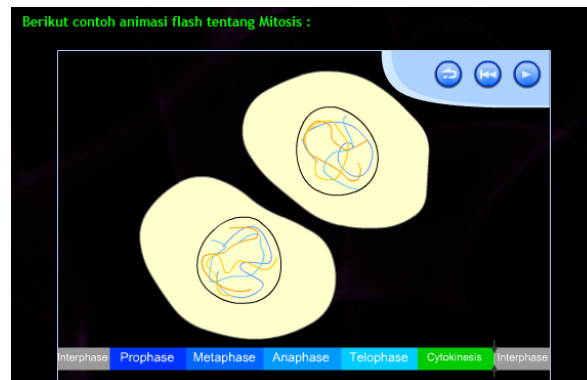 Berikut contoh animasi flash tentang Mitosis :
Interphase Prophase Metaphase Anaphase Telophase Cytokinesis Interphase